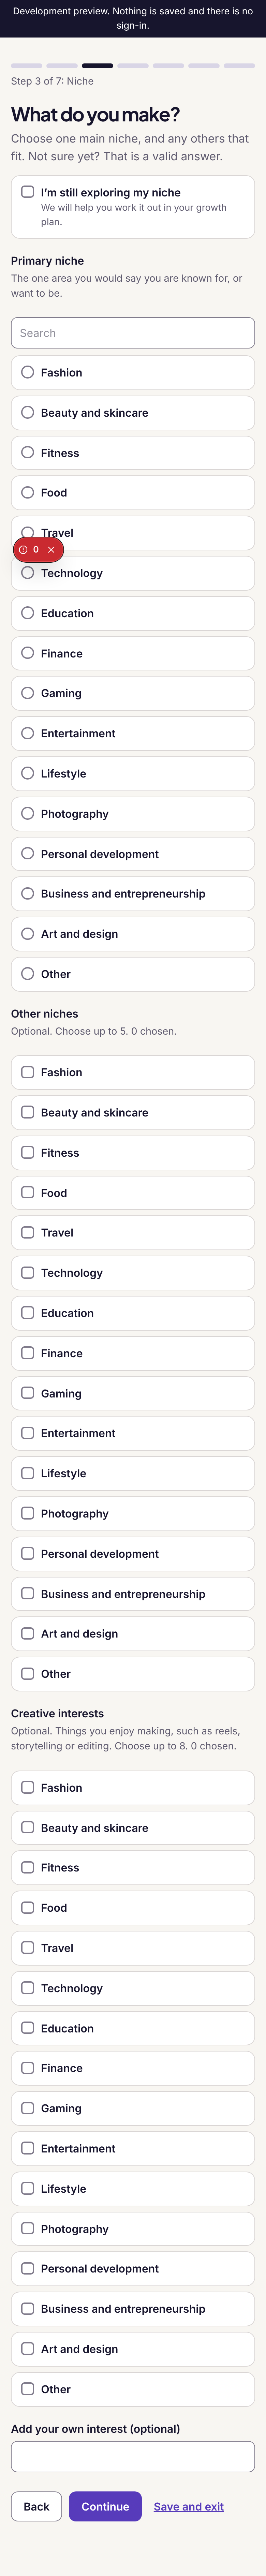 Development preview. Nothing is saved and there is no
sign-in.
Step 3 of 7: Niche
What do you make?
Choose one main niche, and any others that
fit. Not sure yet? That is a valid answer.
I'm still exploring my niche
We will help you work it out in your growth
plan.
Primary niche
The one area you would say you are known for, or
want to be.
Search
Fashion
Beauty and skincare
Fitness
Food
Travel
0
Technology
Education
Finance
Gaming
Entertainment
Lifestyle
Photography
Personal development
Business and entrepreneurship
Art and design
Other
Other niches
Optional. Choose up to 5. 0 chosen.
Fashion
Beauty and skincare
Fitness
Food
Travel
Technology
Education
Finance
Gaming
Entertainment
Lifestyle
Photography
Personal development
Business and entrepreneurship
Art and design
Other
Creative interests
Optional. Things you enjoy making, such as reels,
storytelling or editing. Choose up to 8. 0 chosen.
Fashion
Beauty and skincare
Fitness
Food
Travel
Technology
Education
Finance
Gaming
Entertainment
Lifestyle
Photography
Personal development
Business and entrepreneurship
Art and design
Other
Add your own interest (optional)
Back
Continue
Save and exit